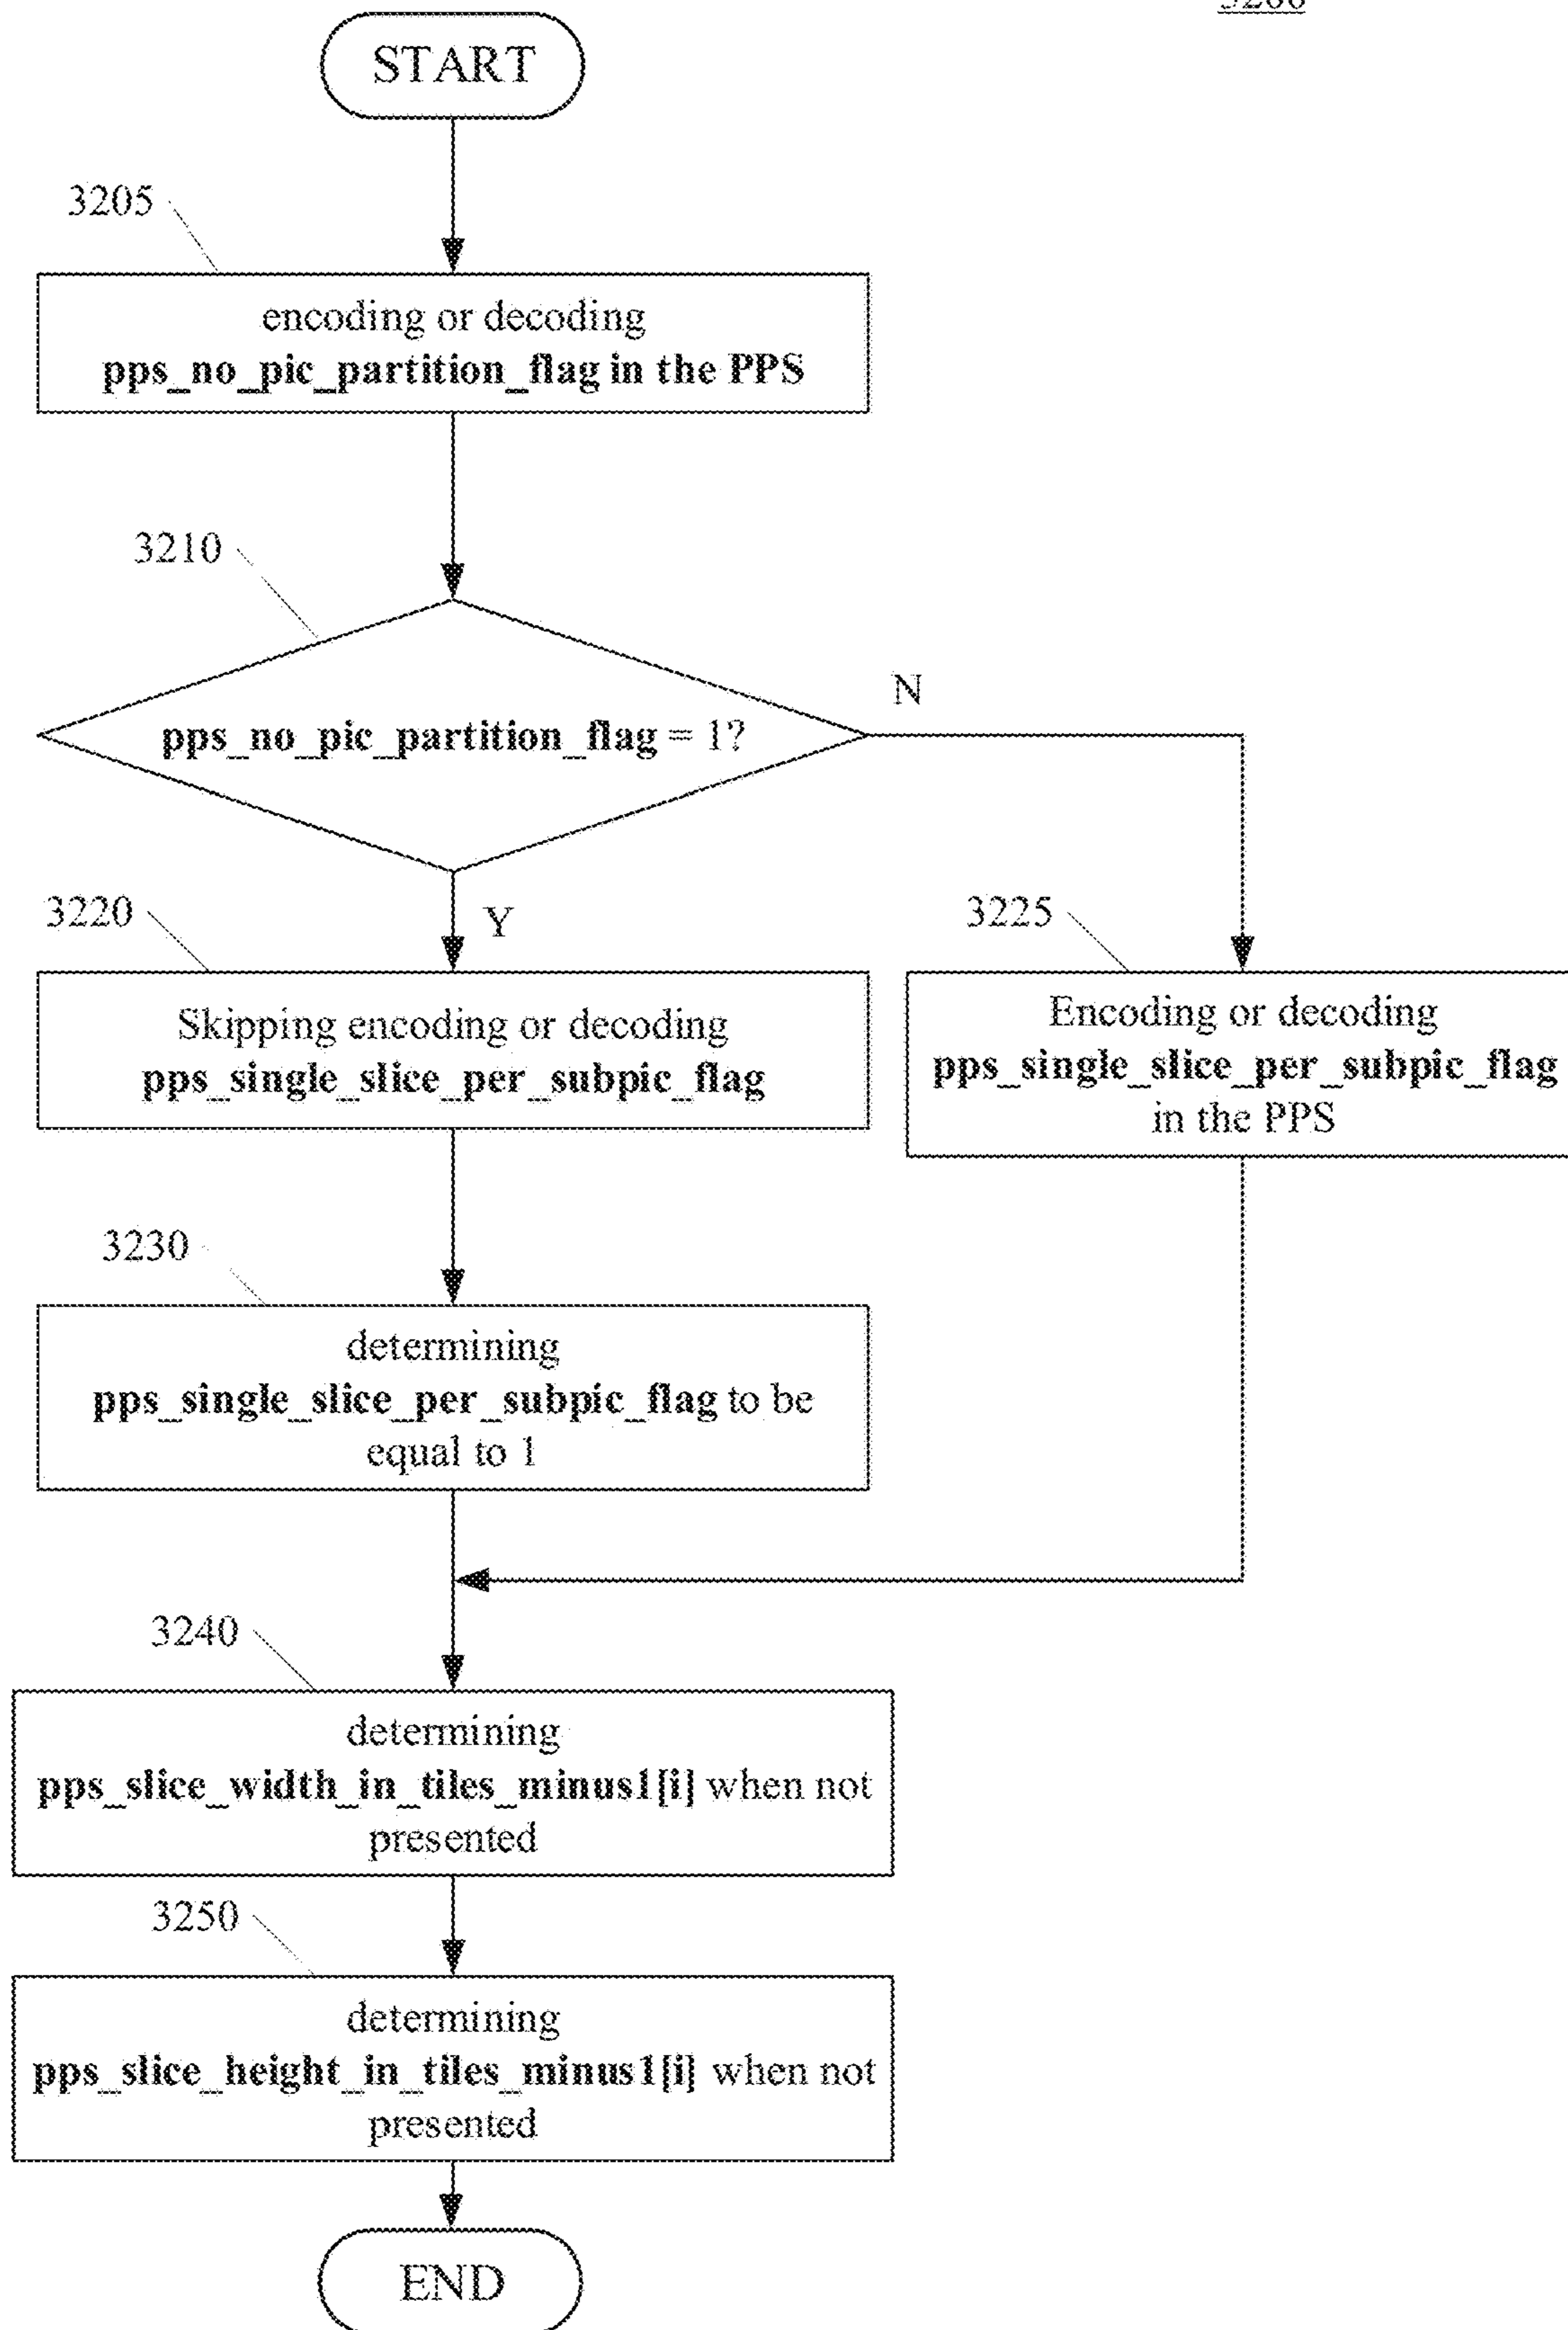 START
3205
encoding or decoding
pps_no_pic_partition_flag in the PPS
3210
pps_no_pic_partition_flag = 1?
N
Y
3220
Skipping encoding or decoding
pps_single_slice_per_subpic_flag
3225
Encoding or decoding
pps_single_slice_per_subpic_flag
in the PPS
3230
determining
pps_single_slice_per_subpic_flag to be
equal to 1
3240
determining
pps_slice_width_in_tiles_minus1[i] when not
presented
3250
determining
pps_slice_height_in_tiles_minus1[i] when not
presented
END